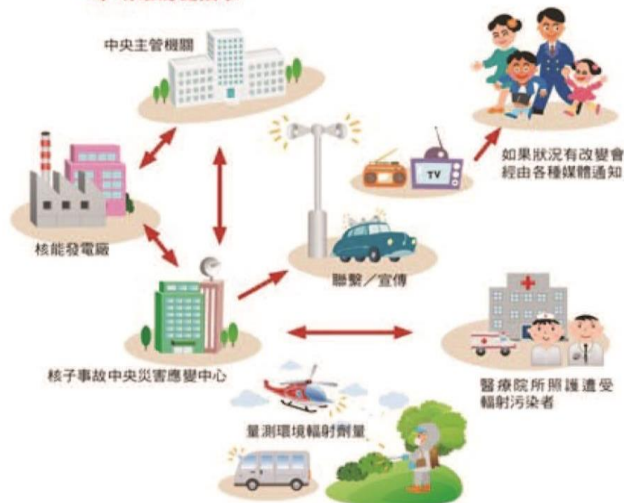 中央主管機關
如果狀況有改變會
經由各種媒體通知
TV
核能發電廠
聯繫／宣傳
核子事故中央災害應變中心
醫療院所照護遭受
輻射污染者
量測環境輻射劑量